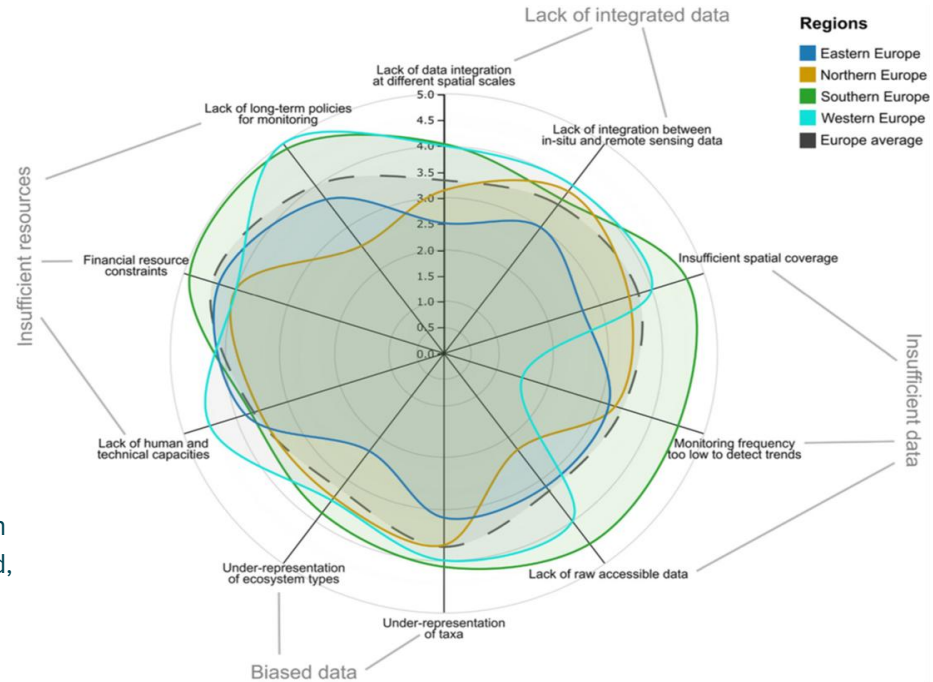 Lack of integrated data
Regions
Eastern Europe
Northern Europe
Southern Europe
Western Europe
Europe average
Lack of data integration
at different spatial scales
5.0
4.5
4.0
3.5
3.0
2.5
2.0
1.5
1.0
0.5
0.0
Lack of long-term policies
for monitoring
Lack of integration between
in-situ and remote sensing data
Insufficient resources
Financial resource
constraints
Insufficient spatial coverage
Insufficient data
Lack of human and
technical capacities
Monitoring frequency
too low to detect trends
Under-representation
of ecosystem types
Lack of raw accessible data
Under-representation
of taxa
Biased data